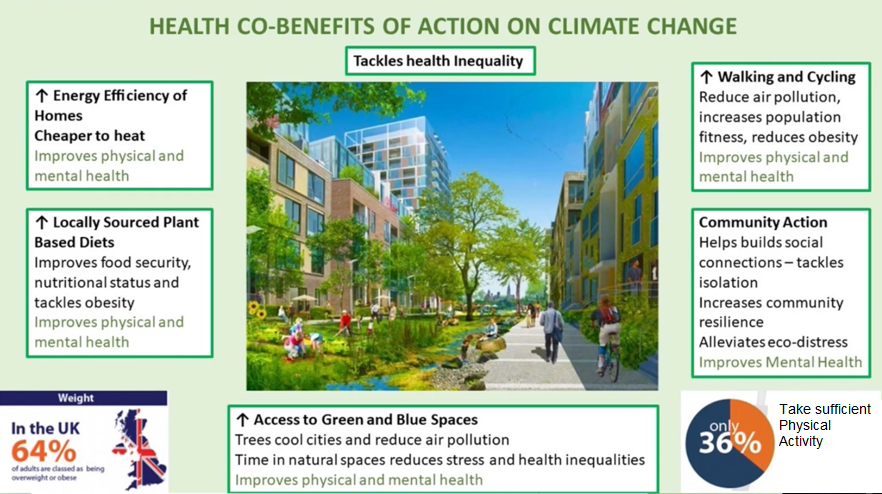 HEALTH CO-BENEFITS OF ACTION ON CLIMATE CHANGE
Tackles health Inequality
↑ Energy Efficiency of
Homes
Cheaper to heat
Improves physical and
mental health
↑ Walking and Cycling
Reduce air pollution,
increases population
fitness, reduces obesity
Improves physical and
mental health
↑ Locally Sourced Plant
Based Diets
Improves food security,
nutritional status and
tackles obesity
Improves physical and
mental health
Community Action
Helps builds social
connections – tackles
isolation
Increases community
resilience
Alleviates eco-distress
Improves Mental Health
Weight
In the UK
64%
of adults are classed as being
overweight or obese
↑ Access to Green and Blue Spaces
Trees cool cities and reduce air pollution
Time in natural spaces reduces stress and health inequalities
Improves physical and mental health
only
36%
Take sufficient
Physical
Activity